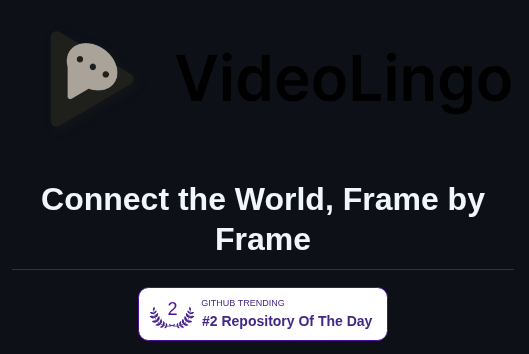 VideoLingo
Connect the World, Frame by
Frame
2
GITHUB TRENDING
#2 Repository Of The Day